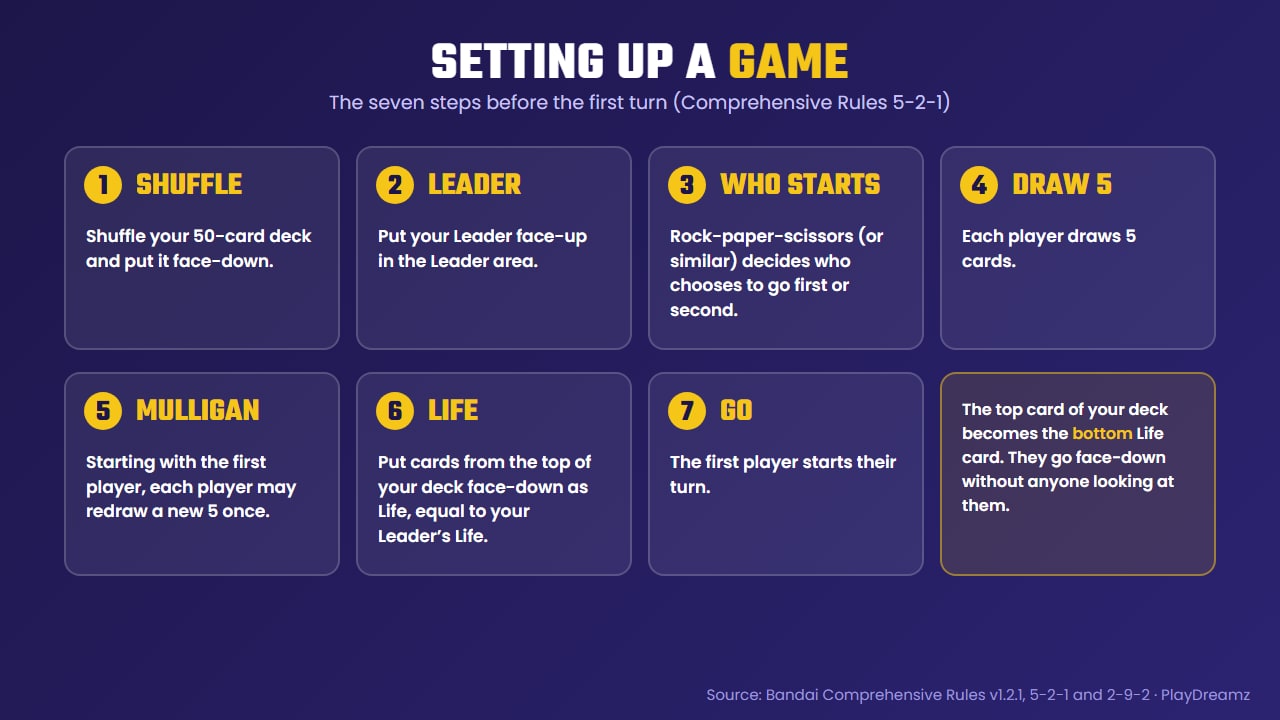 SETTING UP A GAME
The seven steps before the first turn (Comprehensive Rules 5-2-1)
1 SHUFFLE
Shuffle your 50-card deck
and put it face-down.
2 LEADER
Put your Leader face-up
in the Leader area.
3 WHO STARTS
Rock-paper-scissors (or
similar) decides who
chooses to go first or
second.
4 DRAW 5
Each player draws 5
cards.
5 MULLIGAN
Starting with the first
player, each player may
redraw a new 5 once.
6 LIFE
Put cards from the top of
your deck face-down as
Life, equal to your
Leader’s Life.
7 GO
The first player starts their
turn.
The top card of your deck
becomes the bottom Life
card. They go face-down
without anyone looking at
them.
Source: Bandai Comprehensive Rules v1.2.1, 5-2-1 and 2-9-2 · PlayDreamz